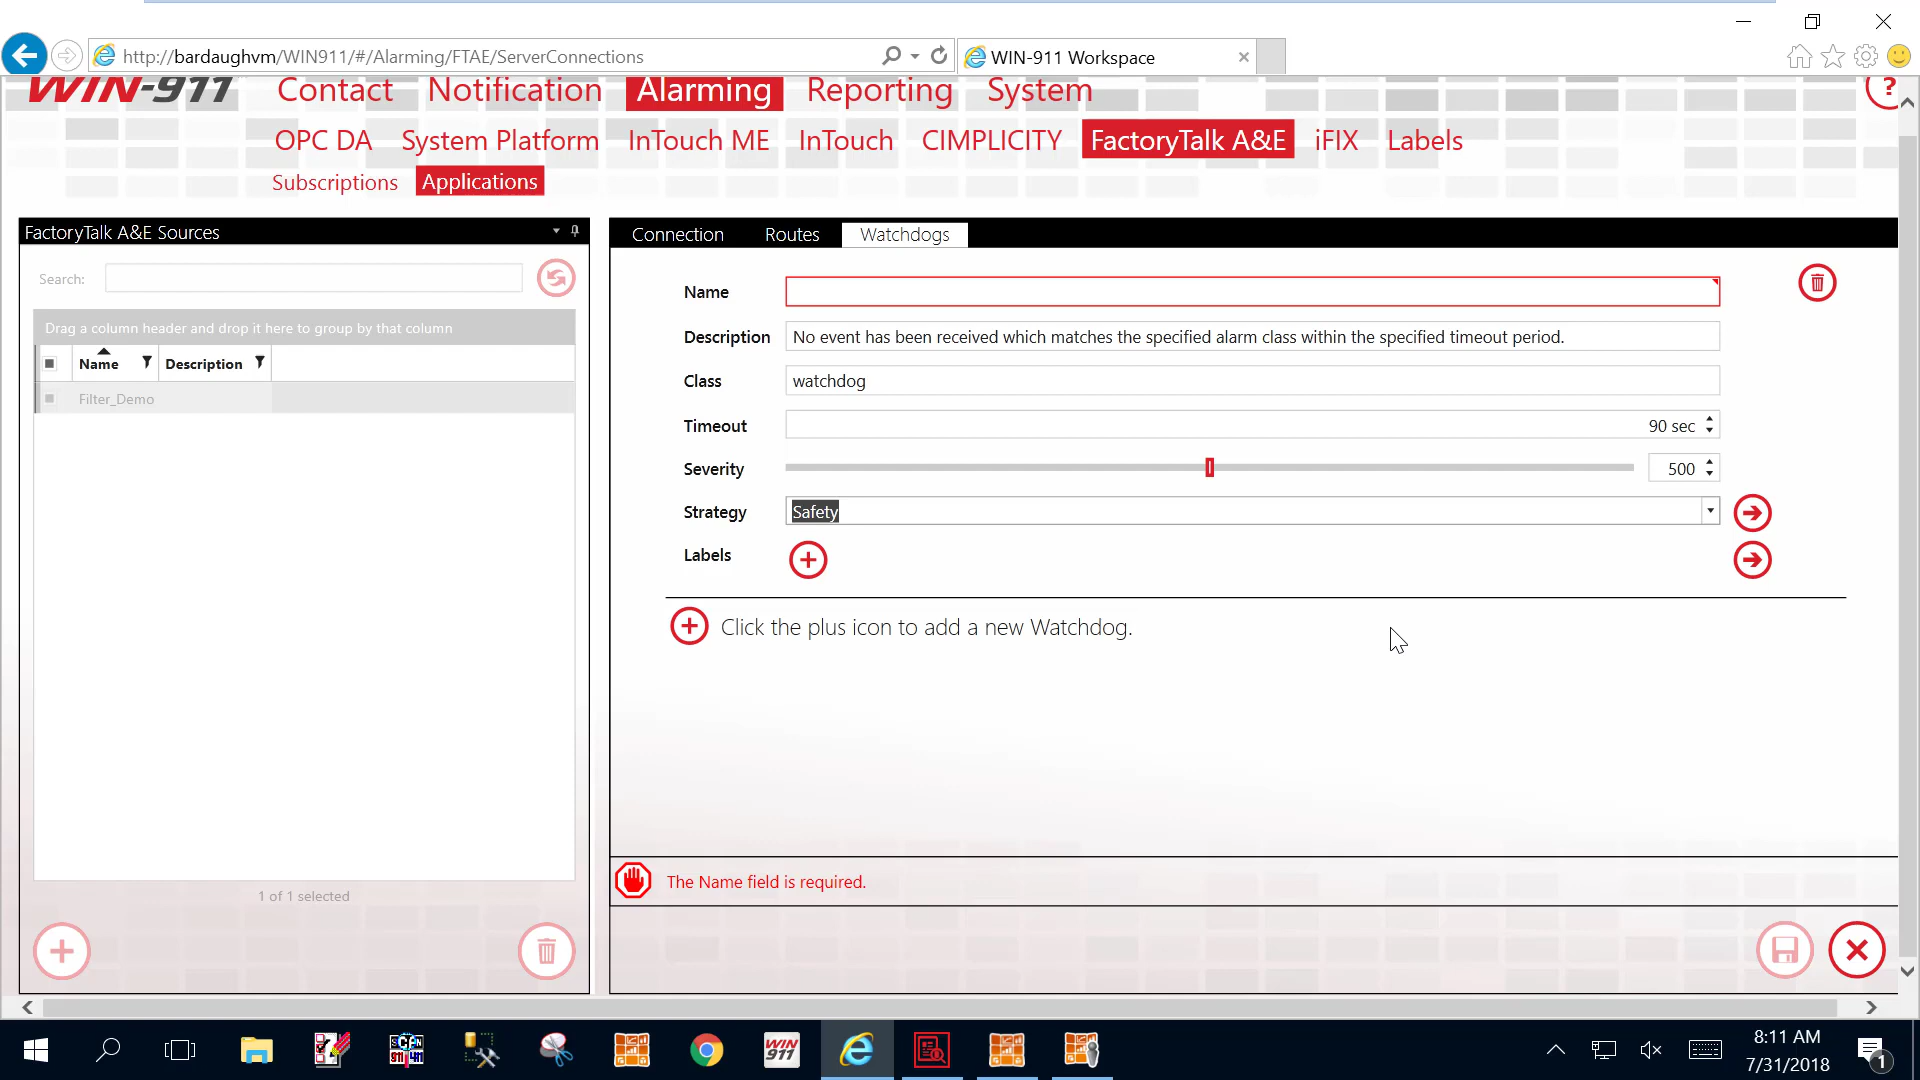 http://bardaughvm/WIN911/#/Alarming/FTAE/ServerConnections
WIN-911 Workspace
WIN-911
Contact
Notification
Alarming
Reporting
System
?
OPC DA
System Platform
InTouch ME
InTouch
CIMPLICITY
FactoryTalk A&E
iFIX
Labels
Subscriptions
Applications
FactoryTalk A&E Sources
Search:
Drag a column header and drop it here to group by that column
Name
Description
Filter_Demo
1 of 1 selected
Connection
Routes
Watchdogs
Name
Description
No event has been received which matches the specified alarm class within the specified timeout period.
Class
watchdog
Timeout
90 sec
Severity
500
Strategy
Safety
Labels
Click the plus icon to add a new Watchdog.
The Name field is required.
SCAN
911
WIN
911
8:11 AM
7/31/2018
1